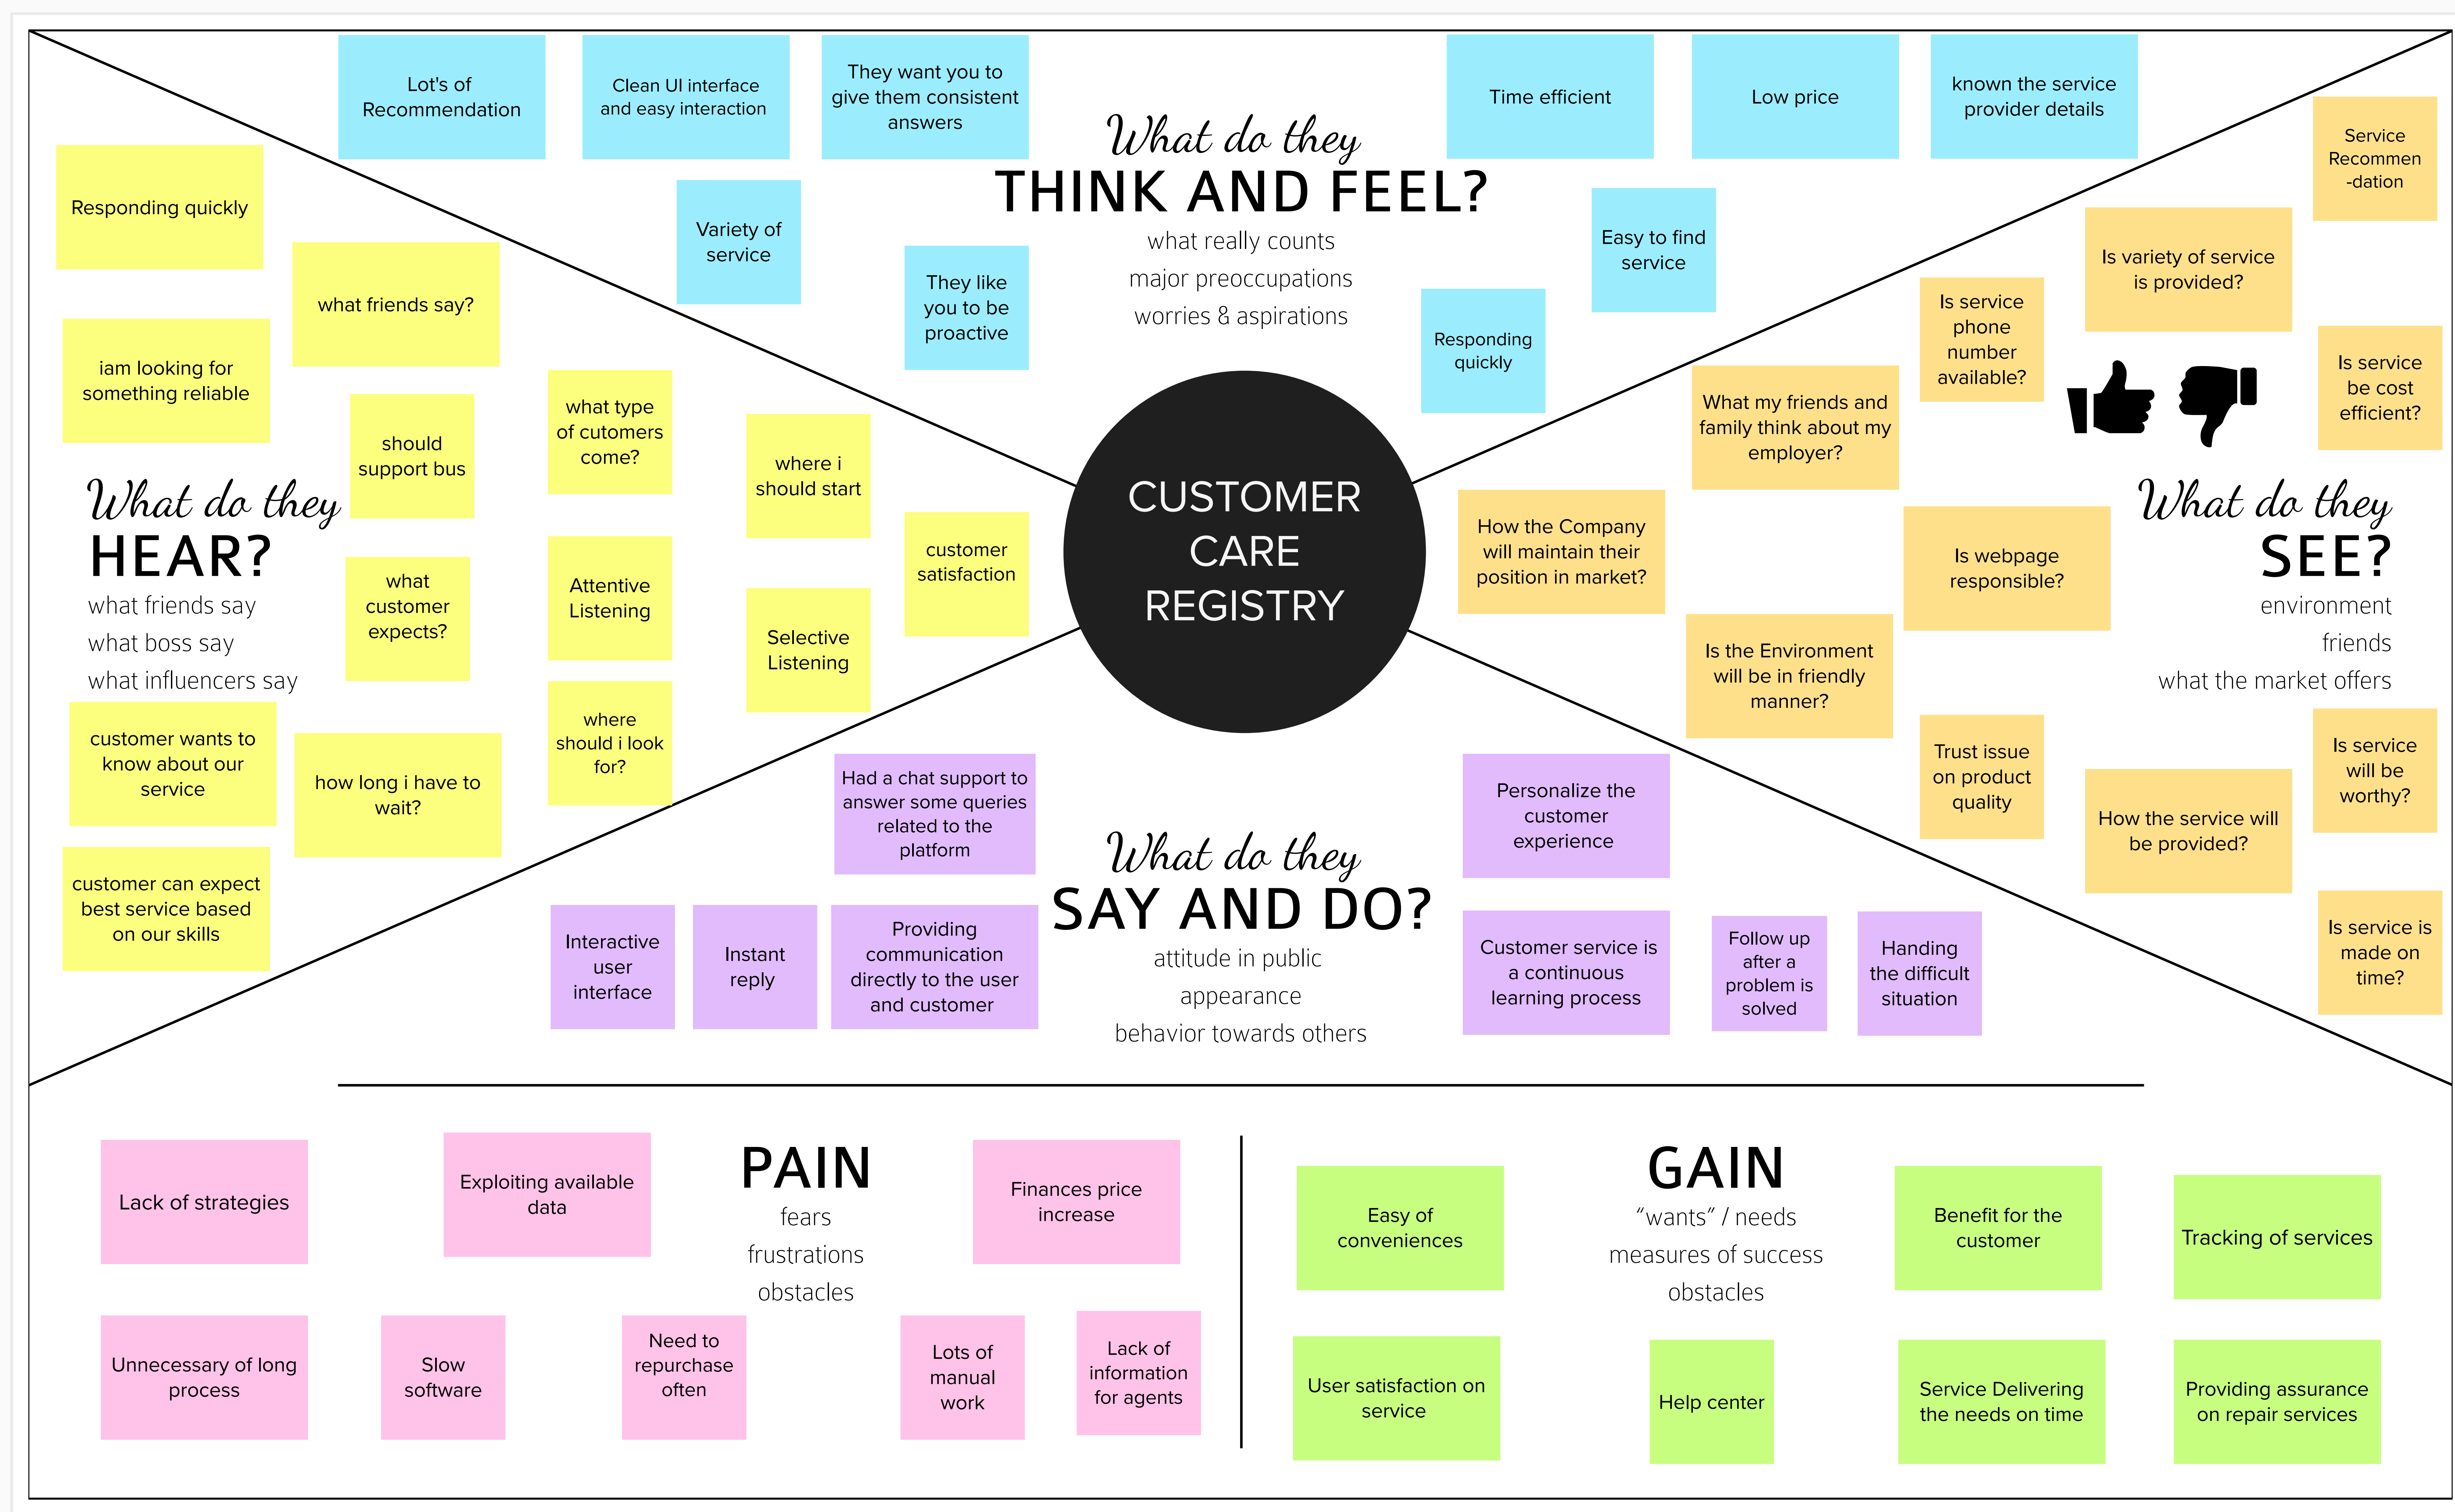 Lot's of
Recommendation
Clean UI interface
and easy interaction
They want you to
give them consistent
answers
Variety of
service
They like
you to be
proactive
What do they
THINK AND FEEL?
what really counts
major preoccupations
worries & aspirations
Time efficient
Low price
known the service
provider details
Easy to find
service
Responding
quickly
Responding quickly
what friends say?
iam looking for
something reliable
should
support bus
what type
of cutomers
come?
where i
should start
customer
satisfaction
What do they
HEAR?
what friends say
what boss say
what influencers say
what
customer
expects?
Attentive
Listening
Selective
Listening
where
should i look
for?
customer wants to
know about our
service
how long i have to
wait?
customer can expect
best service based
on our skills
CUSTOMER
CARE
REGISTRY
Service
Recommen
-dation
Is variety of service
is provided?
Is service
phone
number
available?
Is service
be cost
efficient?
What my friends and
family think about my
employer?
How the Company
will maintain their
position in market?
Is webpage
responsible?
What do they
SEE?
environment
friends
what the market offers
Is the Environment
will be in friendly
manner?
Trust issue
on product
quality
Is service
will be
worthy?
How the service will
be provided?
Is service is
made on
time?
Had a chat support to
answer some queries
related to the
platform
Interactive
user
interface
Instant
reply
Providing
communication
directly to the user
and customer
What do they
SAY AND DO?
attitude in public
appearance
behavior towards others
Personalize the
customer
experience
Customer service is
a continuous
learning process
Follow up
after a
problem is
solved
Handing
the difficult
situation
Lack of strategies
Exploiting available
data
PAIN
fears
frustrations
obstacles
Finances price
increase
Unnecessary of long
process
Slow
software
Need to
repurchase
often
Lots of
manual
work
Lack of
information
for agents
Easy of
conveniences
GAIN
“wants” / needs
measures of success
obstacles
Benefit for the
customer
Tracking of services
User satisfaction on
service
Help center
Service Delivering
the needs on time
Providing assurance
on repair services